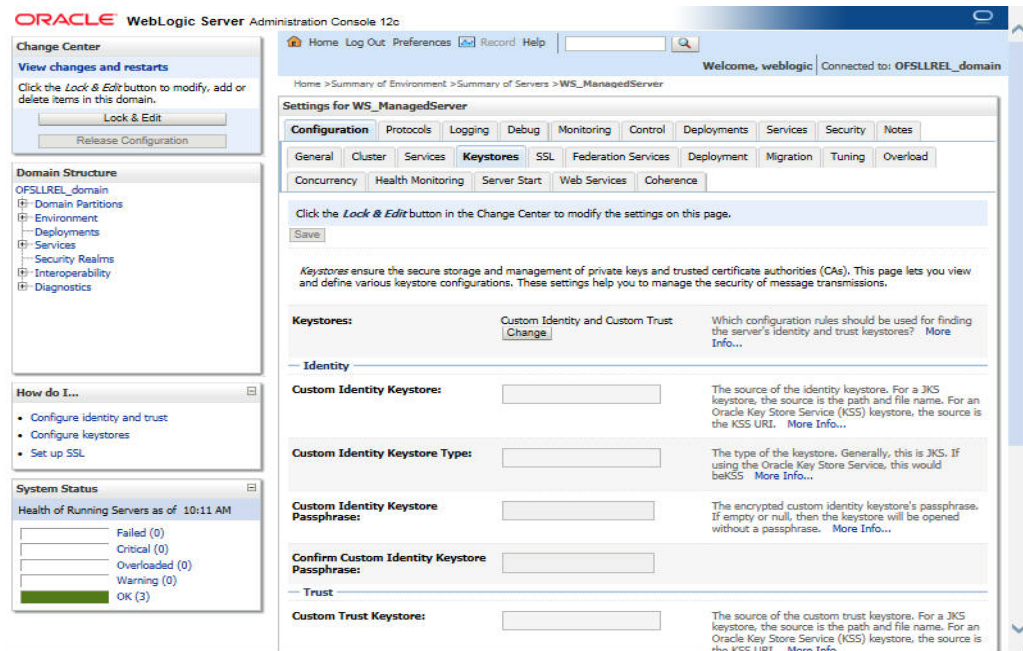 ORACLE WebLogic Server Administration Console 12c
Change Center
View changes and restarts
Click the Lock & Edit button to modify, add or
delete items in this domain.
Lock & Edit
Release Configuration
Domain Structure
OFSLLREL_domain
Domain Partitions
Environment
Deployments
Services
Security Realms
Interoperability
Diagnostics
How do I...
Configure identity and trust
Configure keystores
Set up SSL
System Status
Health of Running Servers as of 10:11 AM
Failed (0)
Critical (0)
Overloaded (0)
Warning (0)
OK (3)
Home Log Out Preferences Record Help
Welcome, weblogic Connected to: OFSLLREL_domain
Home >Summary of Environment >Summary of Servers >WS_ManagedServer
Settings for WS_ManagedServer
Configuration Protocols Logging Debug Monitoring Control Deployments Services Security Notes
General Cluster Services Keystores SSL Federation Services Deployment Migration Tuning Overload
Concurrency Health Monitoring Server Start Web Services Coherence
Click the Lock & Edit button in the Change Center to modify the settings on this page.
Save
Keystores ensure the secure storage and management of private keys and trusted certificate authorities (CAs). This page lets you view
and define various keystore configurations. These settings help you to manage the security of message transmissions.
Keystores:
Custom Identity and Custom Trust
Change
Which configuration rules should be used for finding
the server's identity and trust keystores? More
Info...
Identity
Custom Identity Keystore:
The source of the identity keystore. For a JKS
keystore, the source is the path and file name. For an
Oracle Key Store Service (KSS) keystore, the source is
the KSS URI. More Info...
Custom Identity Keystore Type:
The type of the keystore. Generally, this is JKS. If
using the Oracle Key Store Service, this would
beKSS More Info...
Custom Identity Keystore
Passphrase:
The encrypted custom identity keystore's passphrase.
If empty or null, then the keystore will be opened
without a passphrase. More Info...
Confirm Custom Identity Keystore
Passphrase:
Trust
Custom Trust Keystore:
The source of the custom trust keystore. For a JKS
keystore, the source is the path and file name. For an
Oracle Key Store Service (KSS) keystore, the source is
the KSS URI. More Info...